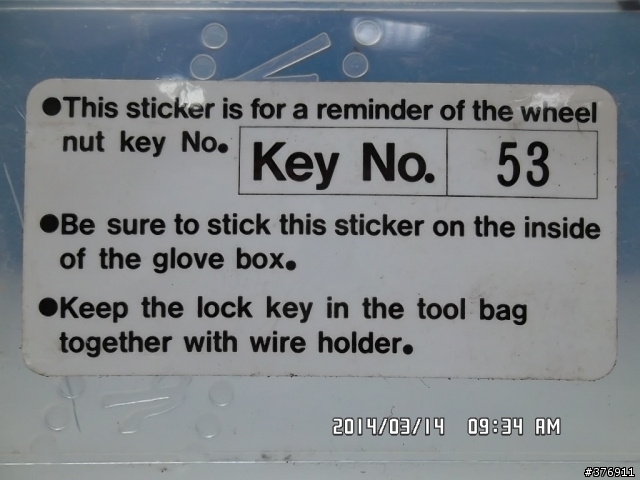 ●This sticker is for a reminder of the wheel
nut key No.
Key No. 53
●Be sure to stick this sticker on the inside
of the glove box.
●Keep the lock key in the tool bag
together with wire holder.
2014/03/14 09:34 AM
#376911